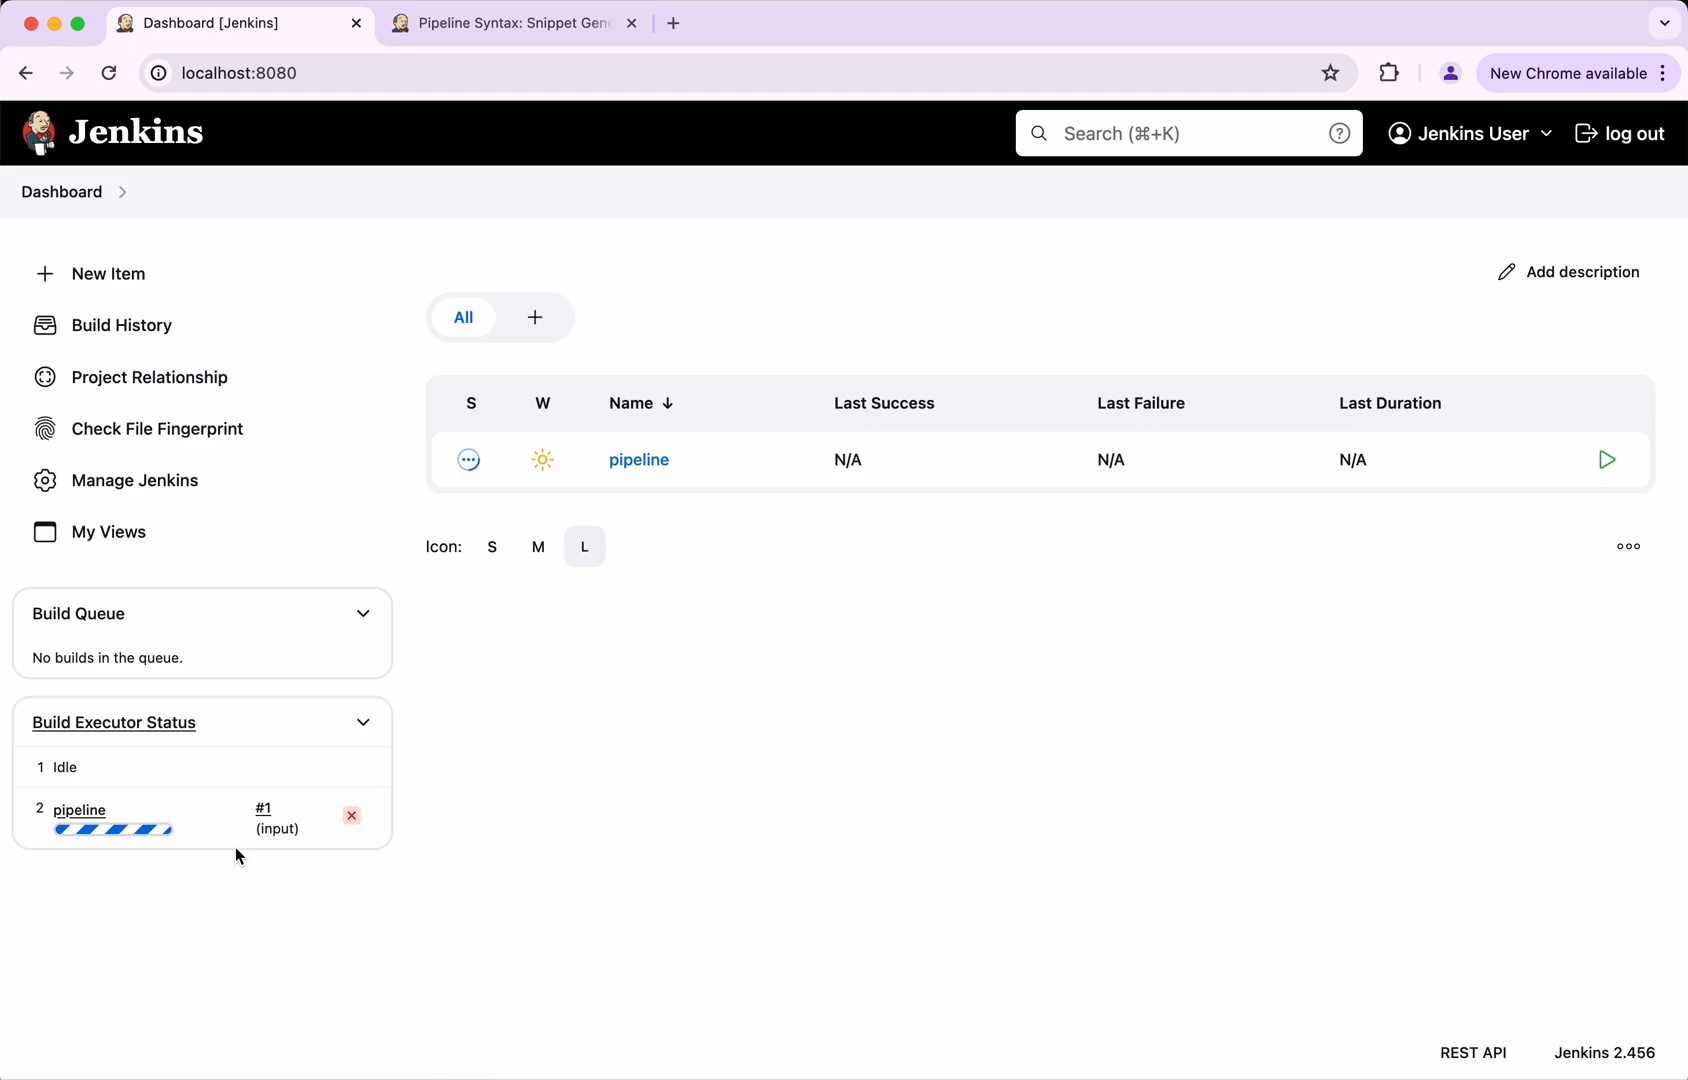 Dashboard [Jenkins]
Pipeline Syntax: Snippet Gen
localhost:8080
New Chrome available
Jenkins
Search (⌘+K)
Jenkins User
log out
Dashboard
New Item
Build History
Project Relationship
Check File Fingerprint
Manage Jenkins
My Views
Add description
All +
S W Name ↓ Last Success Last Failure Last Duration
pipeline N/A N/A N/A
Icon: S M L
Build Queue
No builds in the queue.
Build Executor Status
1 Idle
2 pipeline #1
(input)
REST API Jenkins 2.456